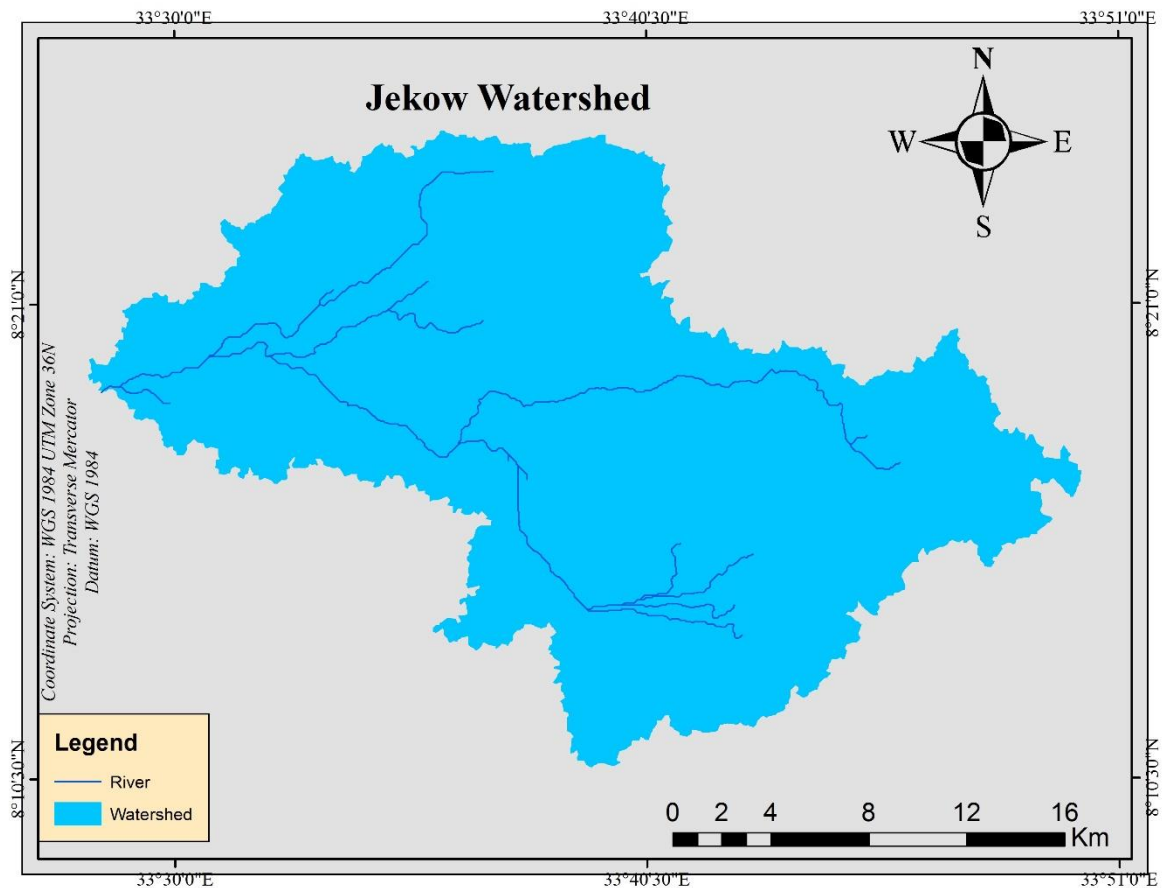 33°30'0"E 33°40'30"E 33°51'0"E
Jekow Watershed
N
W E
S
8°21'0"N 8°21'0"N
Coordinate System: WGS 1984 UTM Zone 36N
Projection: Transverse Mercator
Datum: WGS 1984
8°10'30"N 8°10'30"N
Legend
River
Watershed
0 2 4 8 12 16
Km
33°30'0"E 33°40'30"E 33°51'0"E